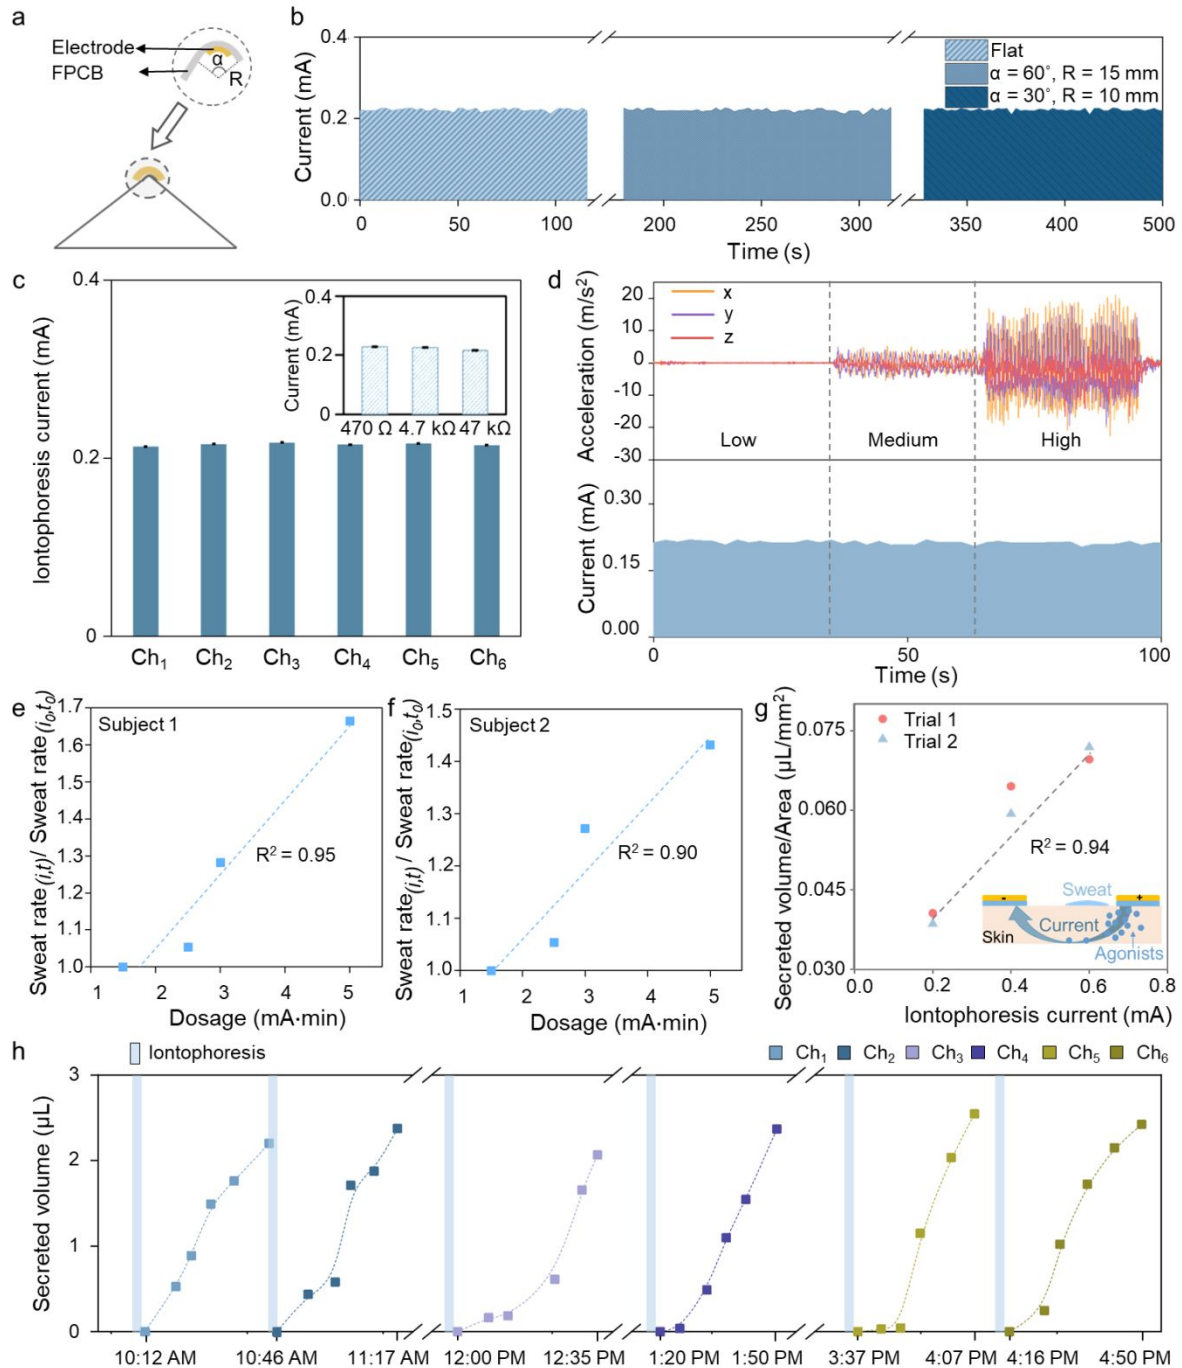 a
Electrode
FPCB
α
R
b
Current (mA)
0.4
0.2
0.0
Flat
α = 60°, R = 15 mm
α = 30°, R = 10 mm
0 50 100 200 250 300 350 400 500
Time (s)
c
Iontophoresis current (mA)
0.4
0.2
0
Current (mA)
0.4
0.2
0
470 Ω 4.7 kΩ 47 kΩ
Ch1 Ch2 Ch3 Ch4 Ch5 Ch6
d
Acceleration (m/s²)
20
10
0
-10
-20
-30
x
y
z
Low Medium High
Current (mA)
0.30
0.15
0.00
0 50 100
Time (s)
e
Sweat rate(i,t)/ Sweat rate(i0,t0)
1.7
1.6
1.5
1.4
1.3
1.2
1.1
1.0
Subject 1
R² = 0.95
1 2 3 4 5
Dosage (mA·min)
f
Sweat rate(i,t)/ Sweat rate(i0,t0)
1.5
1.4
1.3
1.2
1.1
1.0
Subject 2
R² = 0.90
1 2 3 4 5
Dosage (mA·min)
g
Secreted volume/Area (µL/mm²)
0.075
0.060
0.045
0.030
Trial 1
Trial 2
R² = 0.94
- +
Sweat
Current
Skin
Agonists
0.0 0.2 0.4 0.6 0.8
Iontophoresis current (mA)
h
Iontophoresis
Ch1 Ch2 Ch3 Ch4 Ch5 Ch6
Secreted volume (µL)
3
2
1
0
10:12 AM 10:46 AM 11:17 AM 12:00 PM 12:35 PM 1:20 PM 1:50 PM 3:37 PM 4:07 PM 4:16 PM 4:50 PM